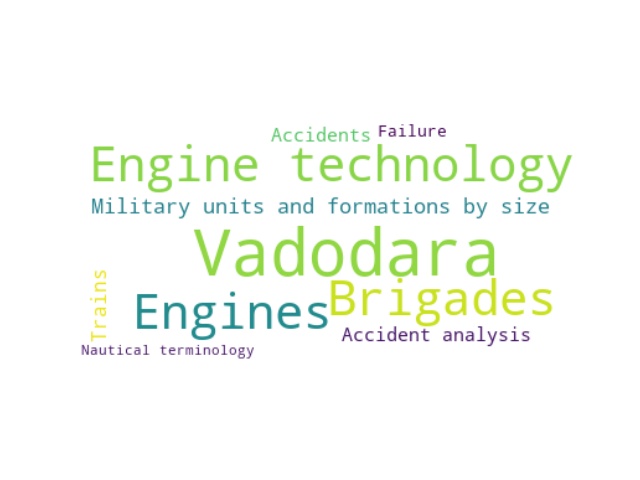 Accidents
Failure
Engine technology
Military units and formations by size
Vadodara
Trains
Engines
Brigades
Accident analysis
Nautical terminology